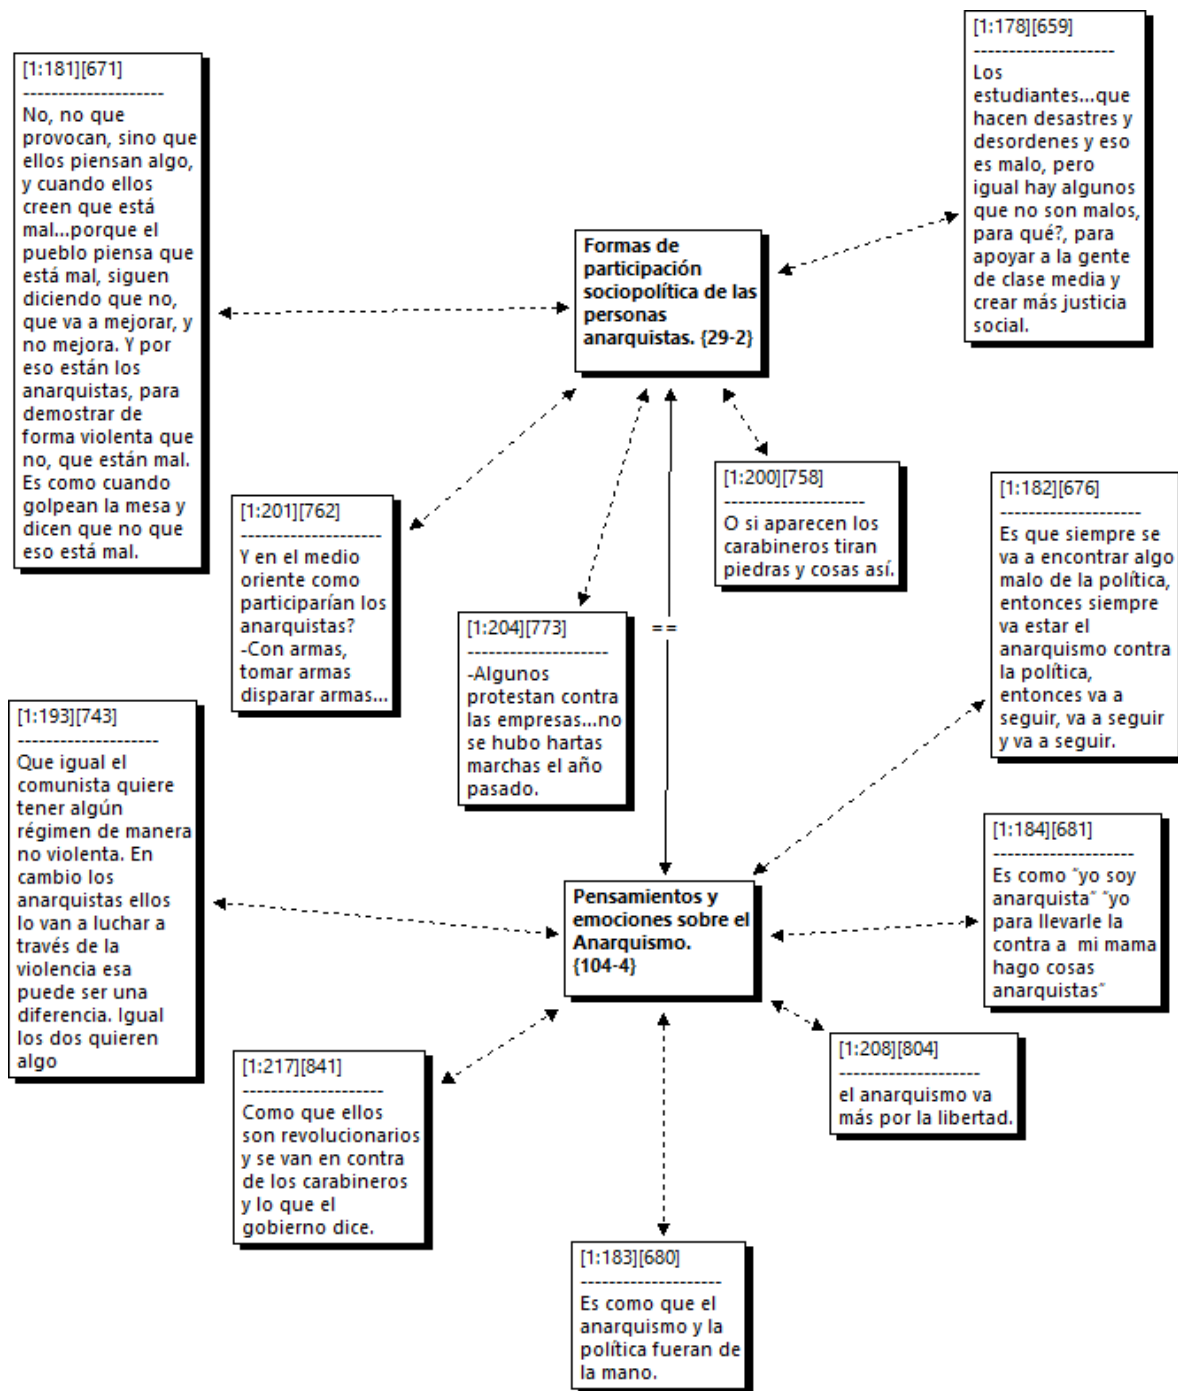 [1:178][659]
--------------------
Los
estudiantes...que
hacen desastres y
desordenes y eso
es malo, pero
igual hay algunos
que no son malos,
para qué?, para
apoyar a la gente
de clase media y
crear más justicia
social.
[1:181][671]
--------------------
No, no que
provocan, sino que
ellos piensan algo,
y cuando ellos
creen que está
mal...porque el
pueblo piensa que
está mal, siguen
diciendo que no,
que va a mejorar, y
no mejora. Y por
eso están los
anarquistas, para
demostrar de
forma violenta que
no, que están mal.
Es como cuando
golpean la mesa y
dicen que no que
eso está mal.
Formas de
participación
sociopolítica de las
personas
anarquistas. {29-2}
[1:200][758]
--------------------
O si aparecen los
carabineros tiran
piedras y cosas así.
[1:182][676]
--------------------
Es que siempre se
va a encontrar algo
malo de la política,
entonces siempre
va estar el
anarquismo contra
la política,
entonces va a
seguir, va a seguir
y va a seguir.
[1:201][762]
--------------------
Y en el medio
oriente como
participarían los
anarquistas?
-Con armas,
tomar armas
disparar armas...
[1:204][773]
--------------------
-Algunos
protestan contra
las empresas...no
se hubo hartas
marchas el año
pasado.
==
[1:193][743]
--------------------
Que igual el
comunista quiere
tener algún
régimen de manera
no violenta. En
cambio los
anarquistas ellos
lo van a luchar a
través de la
violencia esa
puede ser una
diferencia. Igual
los dos quieren
algo
[1:184][681]
--------------------
Es como "yo soy
anarquista" "yo
para llevarle la
contra a mi mama
hago cosas
anarquistas"
Pensamientos y
emociones sobre el
Anarquismo.
{104-4}
[1:208][804]
--------------------
el anarquismo va
más por la libertad.
[1:217][841]
--------------------
Como que ellos
son revolucionarios
y se van en contra
de los carabineros
y lo que el
gobierno dice.
[1:183][680]
--------------------
Es como que el
anarquismo y la
política fueran de
la mano.